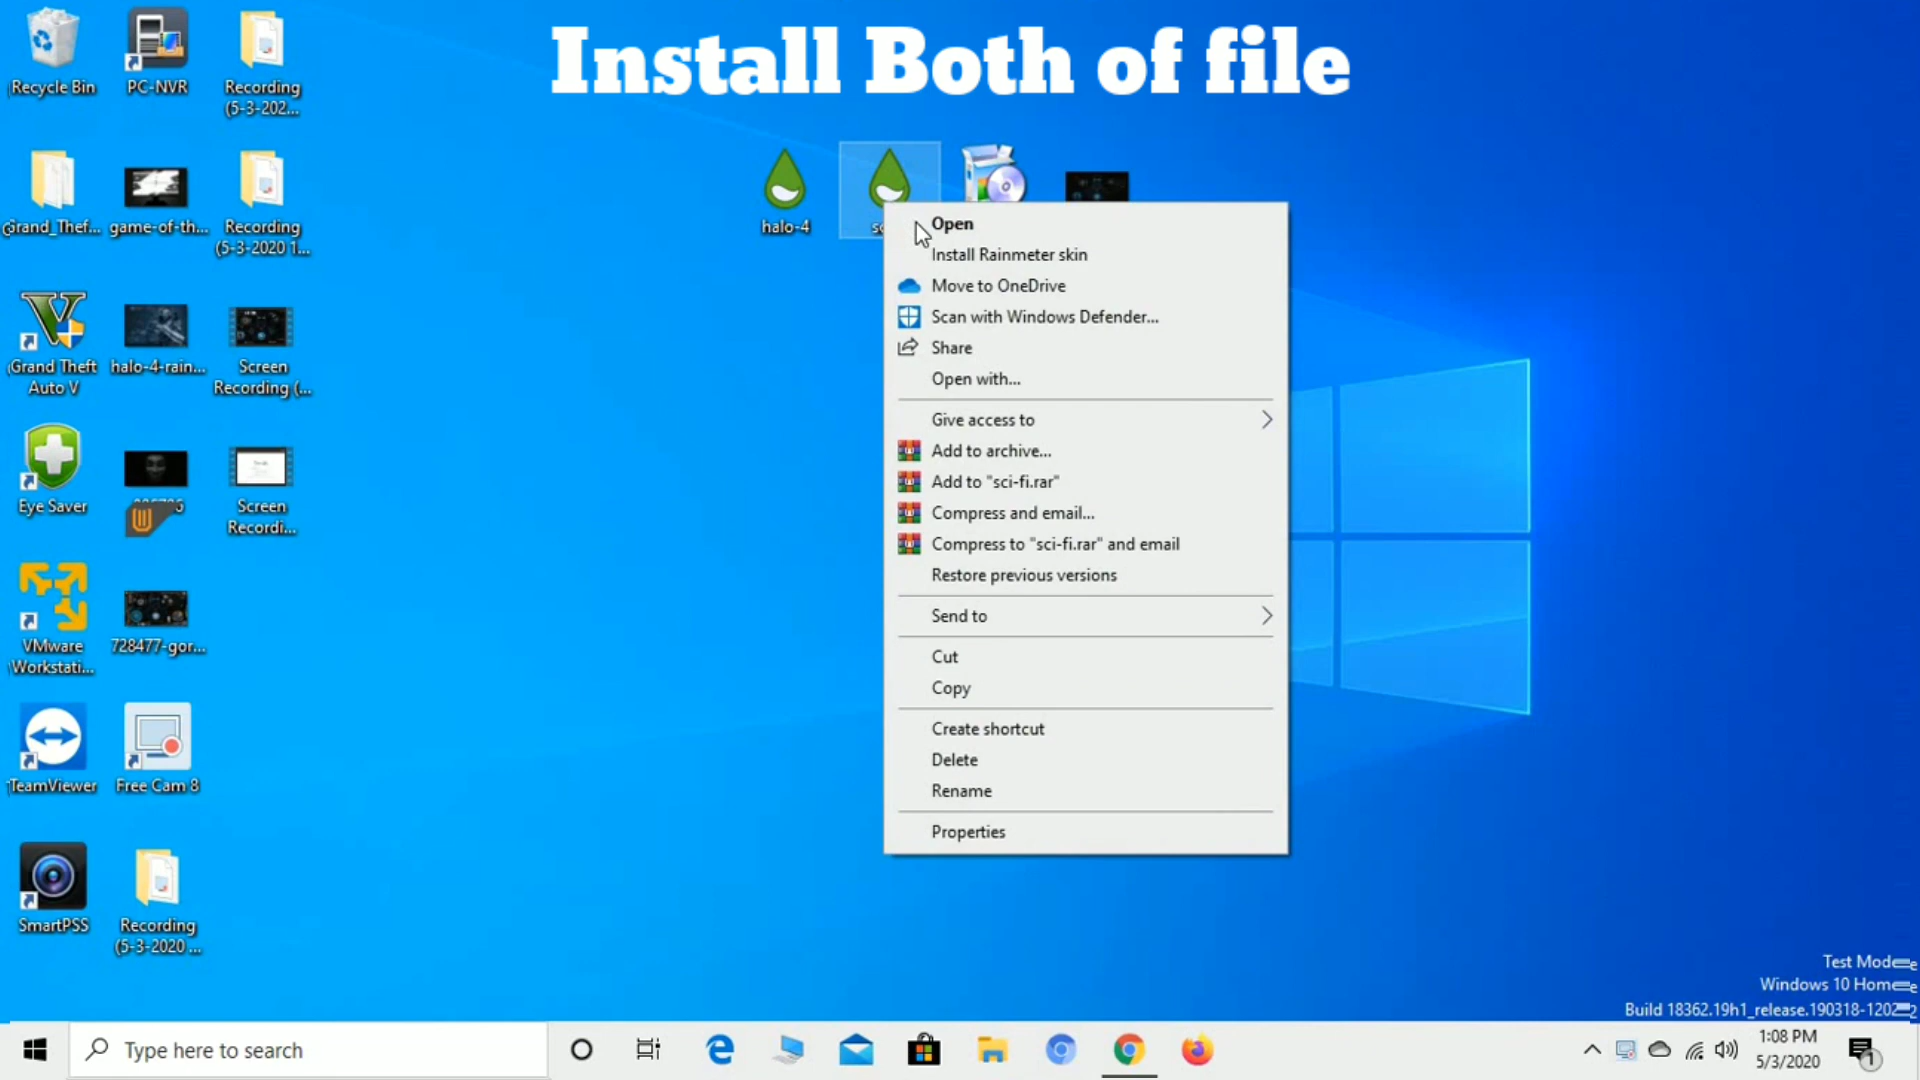 Install Both of file
Recycle Bin
PC-NVR
Recording
(5-3-202...
Grand_Thef...
game-of-th...
Recording
(5-3-2020 1...
Grand Theft
Auto V
halo-4-rain...
Screen
Recording (...
Eye Saver
Screen
Recordi...
VMware
Workstati...
728477-gor...
TeamViewer
Free Cam 8
SmartPSS
Recording
(5-3-2020 ...
halo-4
Open
Install Rainmeter skin
Move to OneDrive
Scan with Windows Defender...
Share
Open with...
Give access to
Add to archive...
Add to "sci-fi.rar"
Compress and email...
Compress to "sci-fi.rar" and email
Restore previous versions
Send to
Cut
Copy
Create shortcut
Delete
Rename
Properties
Test Mode
Windows 10 Home
Build 18362.19h1_release.190318-1202
Type here to search
1:08 PM
5/3/2020
1